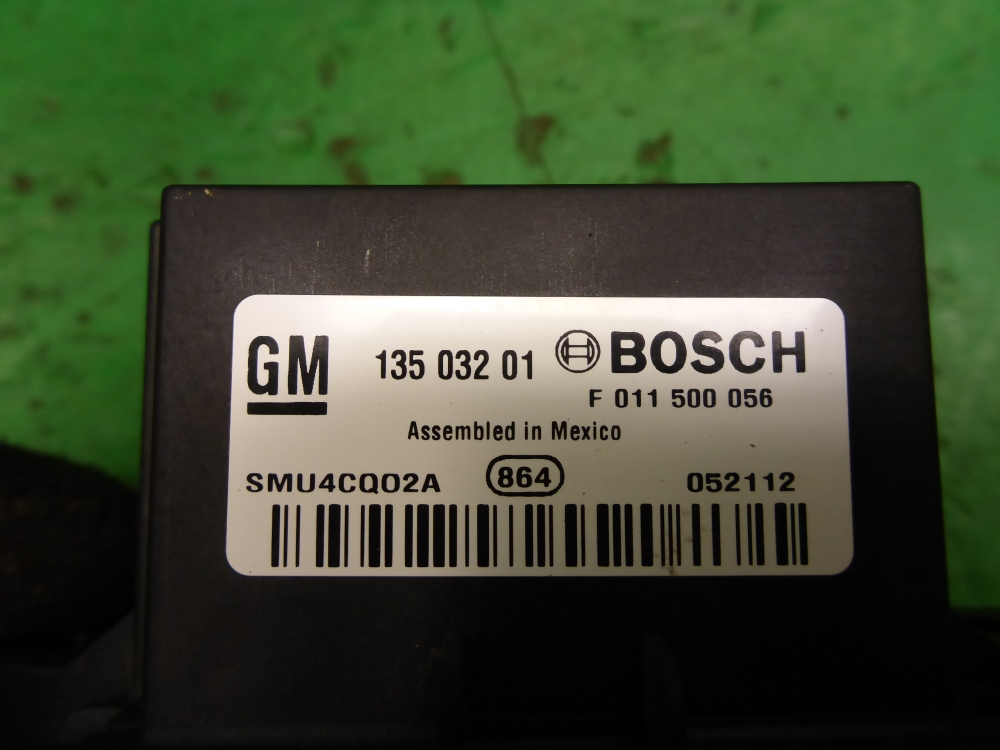 GM 135 032 01 BOSCH
F 011 500 056
Assembled in Mexico
SMU4CQ02A 864 052112